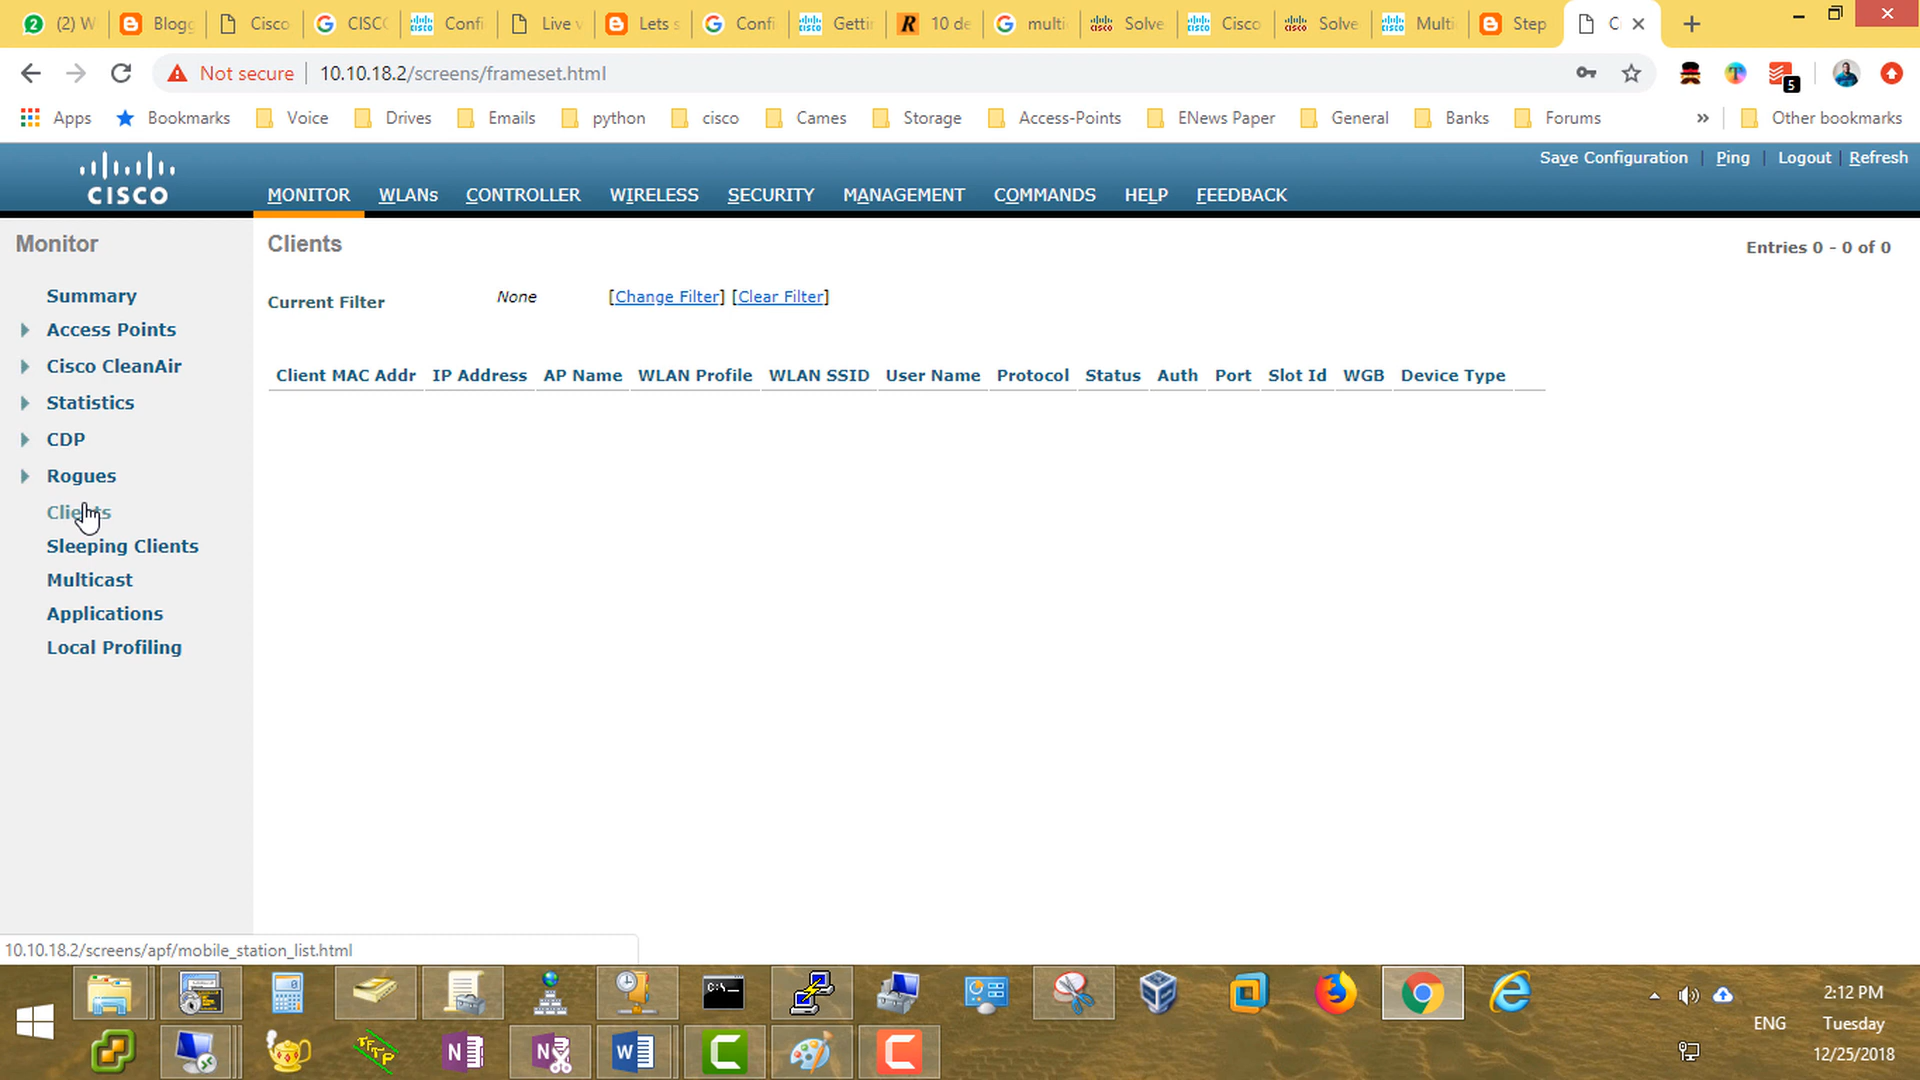 2 (2) W Blogg Cisco CISC Confi Live v Lets s Confi Getti R 10 de multi Solve Cisco Solve Multi Step C
Not secure 10.10.18.2/screens/frameset.html 5
Apps Bookmarks Voice Drives Emails python cisco Cames Storage Access-Points ENews Paper General Banks Forums » Other bookmarks
Save Configuration | Ping | Logout | Refresh
CISCO MONITOR WLANs CONTROLLER WIRELESS SECURITY MANAGEMENT COMMANDS HELP FEEDBACK
Monitor
Summary
Access Points
Cisco CleanAir
Statistics
CDP
Rogues
Clients
Sleeping Clients
Multicast
Applications
Local Profiling
Clients
Entries 0 - 0 of 0
Current Filter None [Change Filter] [Clear Filter]
Client MAC Addr IP Address AP Name WLAN Profile WLAN SSID User Name Protocol Status Auth Port Slot Id WGB Device Type
10.10.18.2/screens/apf/mobile_station_list.html
C:\_
TFTP
N
N
W
C
C
2:12 PM
ENG Tuesday
12/25/2018